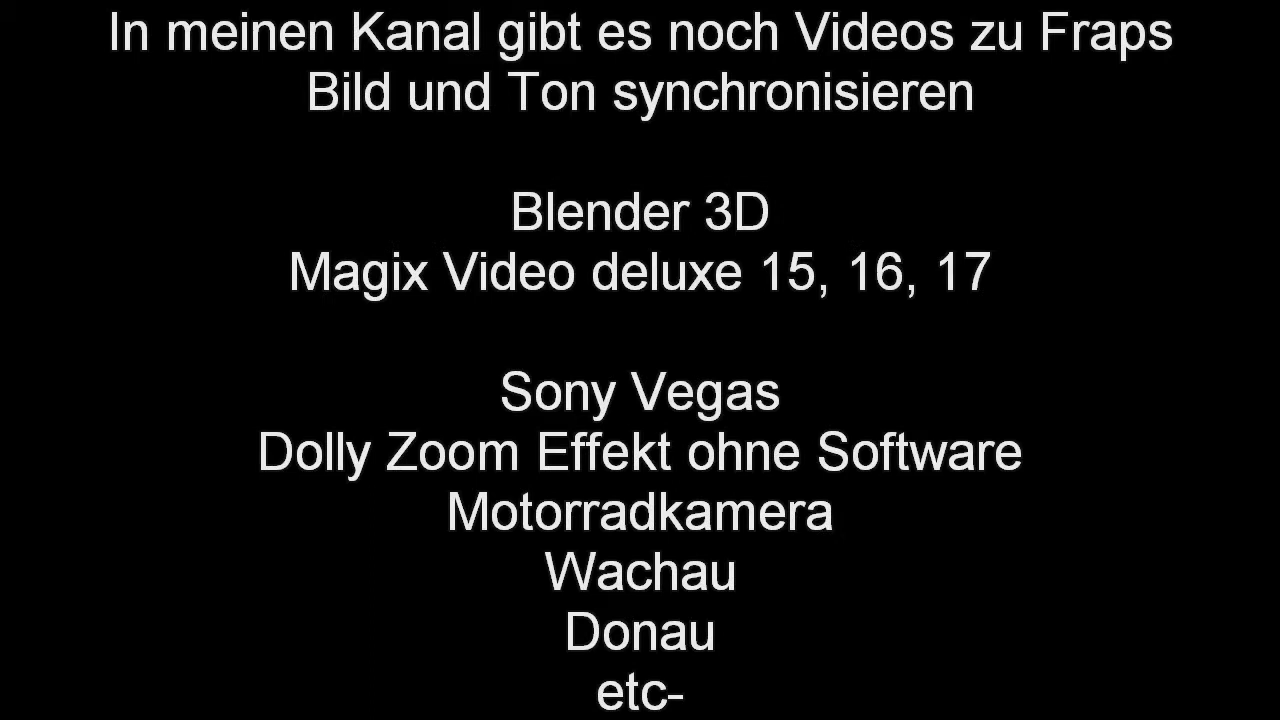 In meinen Kanal gibt es noch Videos zu Fraps
Bild und Ton synchronisieren
Blender 3D
Magix Video deluxe 15, 16, 17
Sony Vegas
Dolly Zoom Effekt ohne Software
Motorradkamera
Wachau
Donau
etc-